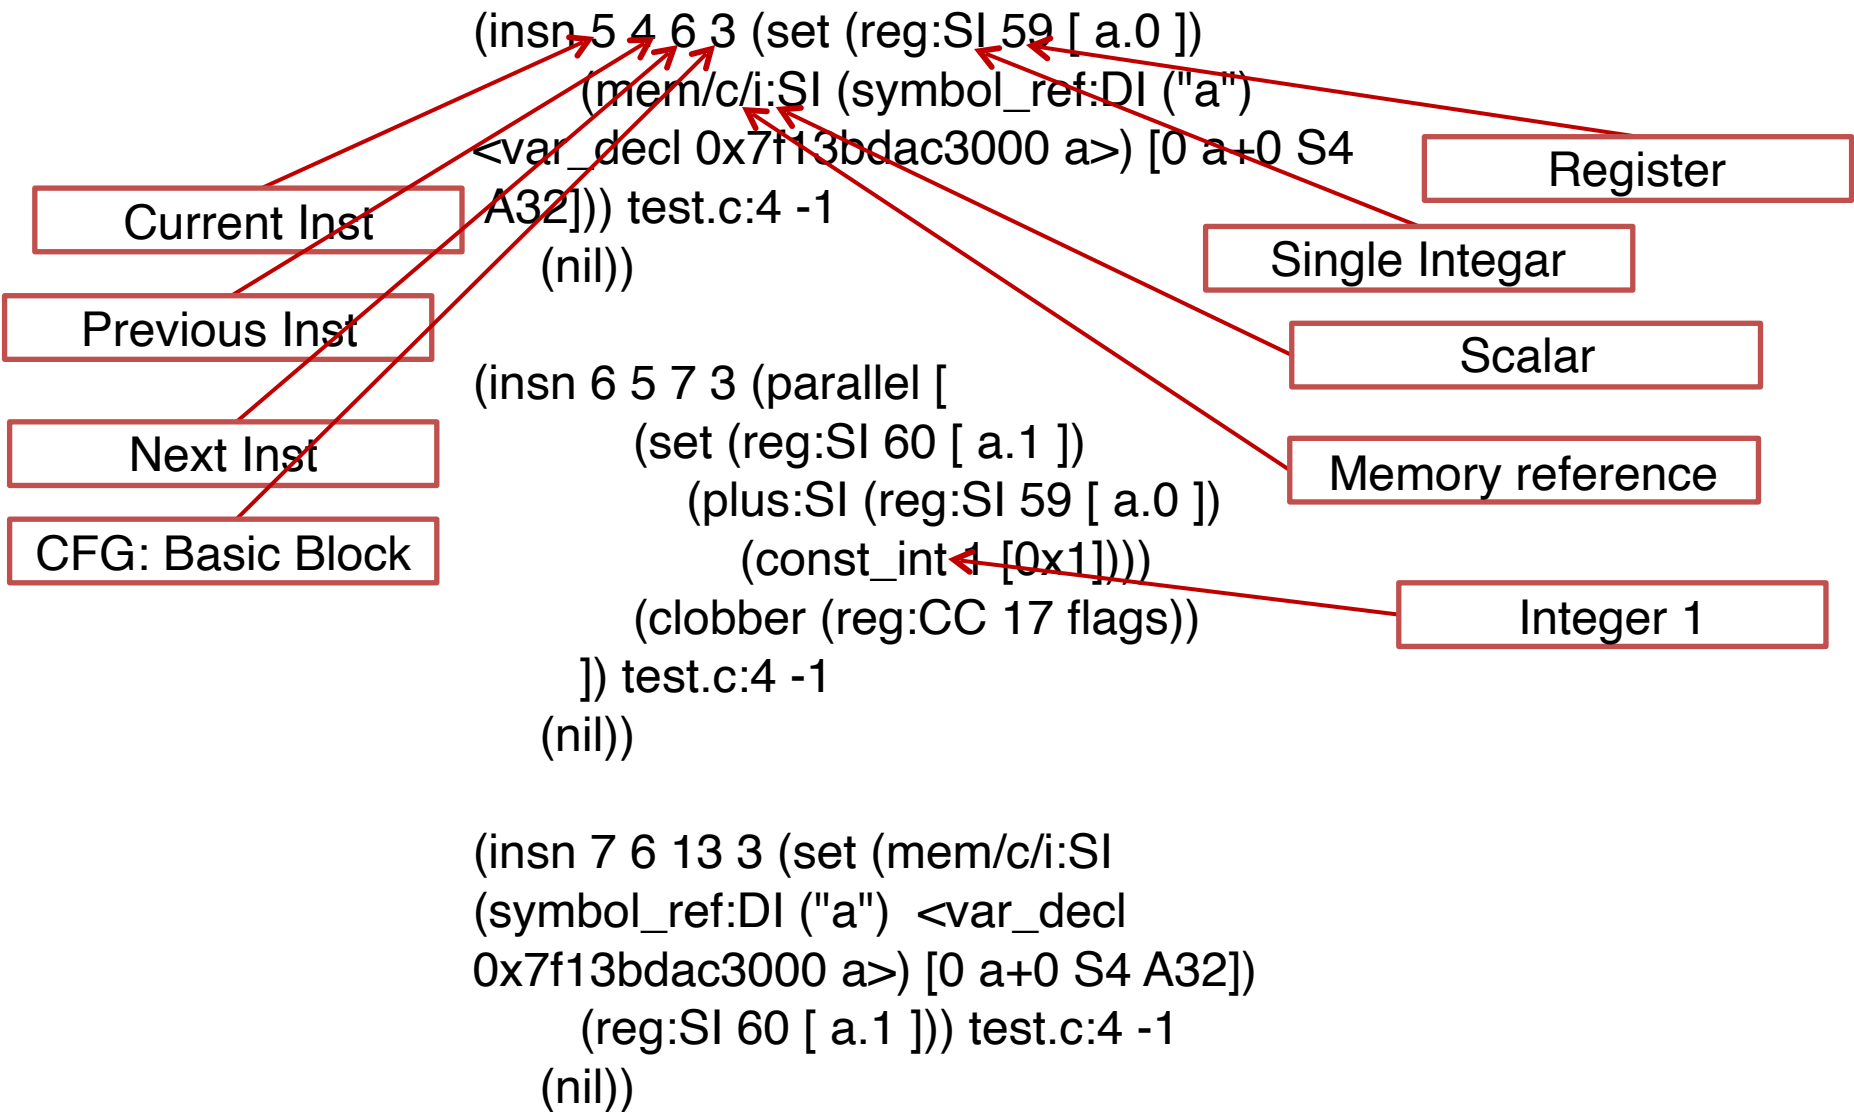 (insn 5 4 6 3 (set (reg:SI 59 [ a.0 ])
(mem/c/i:SI (symbol_ref:DI ("a")
<var_decl 0x7f13bdac3000 a>) [0 a+0 S4
A32])) test.c:4 -1
(nil))
(insn 6 5 7 3 (parallel [
(set (reg:SI 60 [ a.1 ])
(plus:SI (reg:SI 59 [ a.0 ])
(const_int 1 [0x1])))
(clobber (reg:CC 17 flags))
]) test.c:4 -1
(nil))
(insn 7 6 13 3 (set (mem/c/i:SI
(symbol_ref:DI ("a") <var_decl
0x7f13bdac3000 a>) [0 a+0 S4 A32])
(reg:SI 60 [ a.1 ])) test.c:4 -1
(nil))
Current Inst
Previous Inst
Next Inst
CFG: Basic Block
Register
Single Integar
Scalar
Memory reference
Integer 1